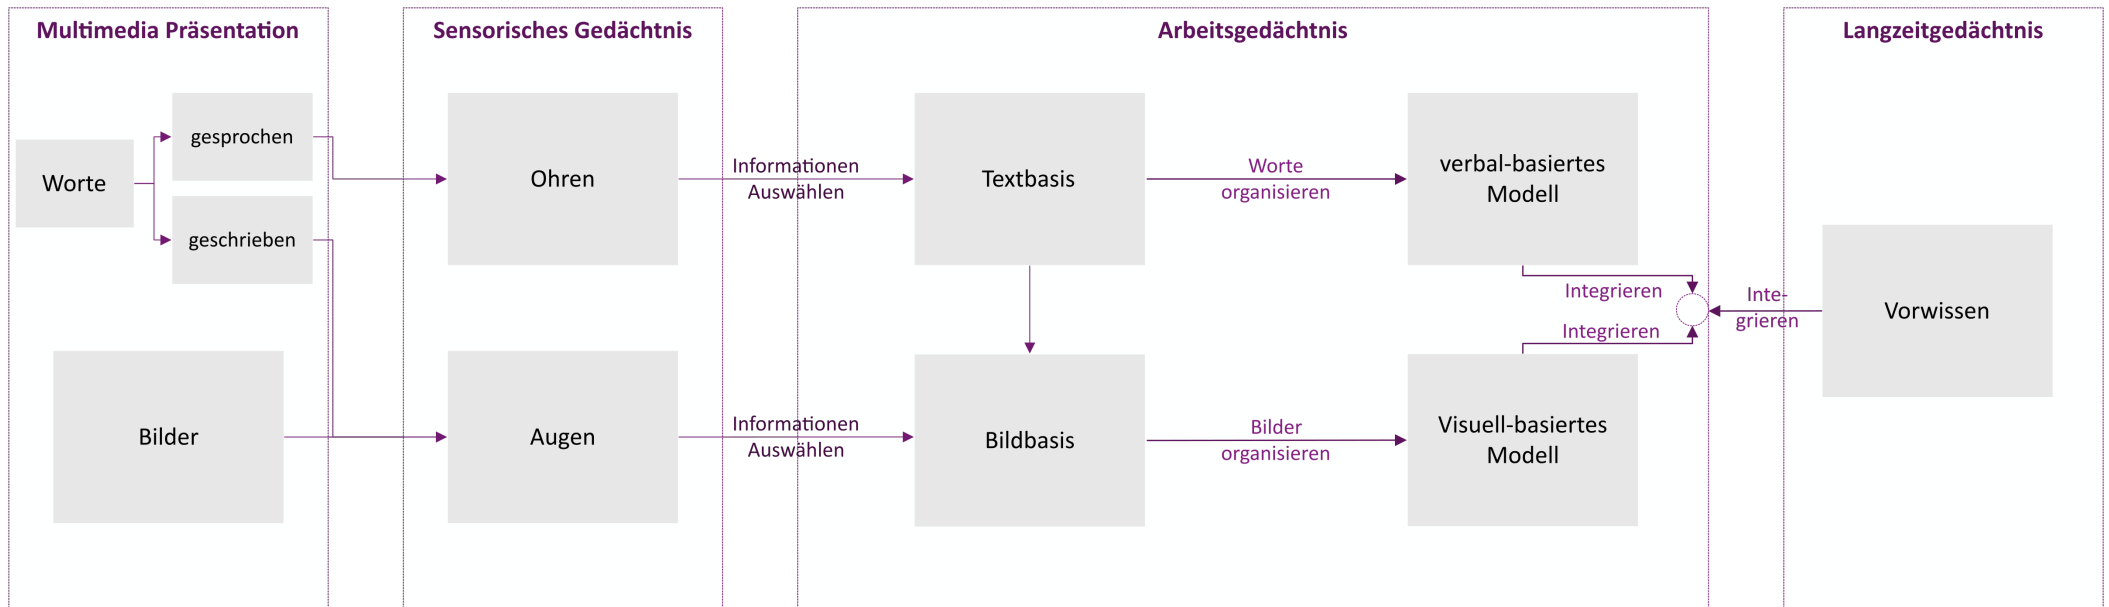 Multimedia Präsentation
Sensorisches Gedächtnis
Arbeitsgedächtnis
Langzeitgedächtnis
Worte
gesprochen
geschrieben
Bilder
Ohren
Augen
Informationen
Auswählen
Informationen
Auswählen
Textbasis
Bildbasis
Worte
organisieren
Bilder
organisieren
verbal-basiertes
Modell
Visuell-basiertes
Modell
Integrieren
Integrieren
Inte-
grieren
Vorwissen